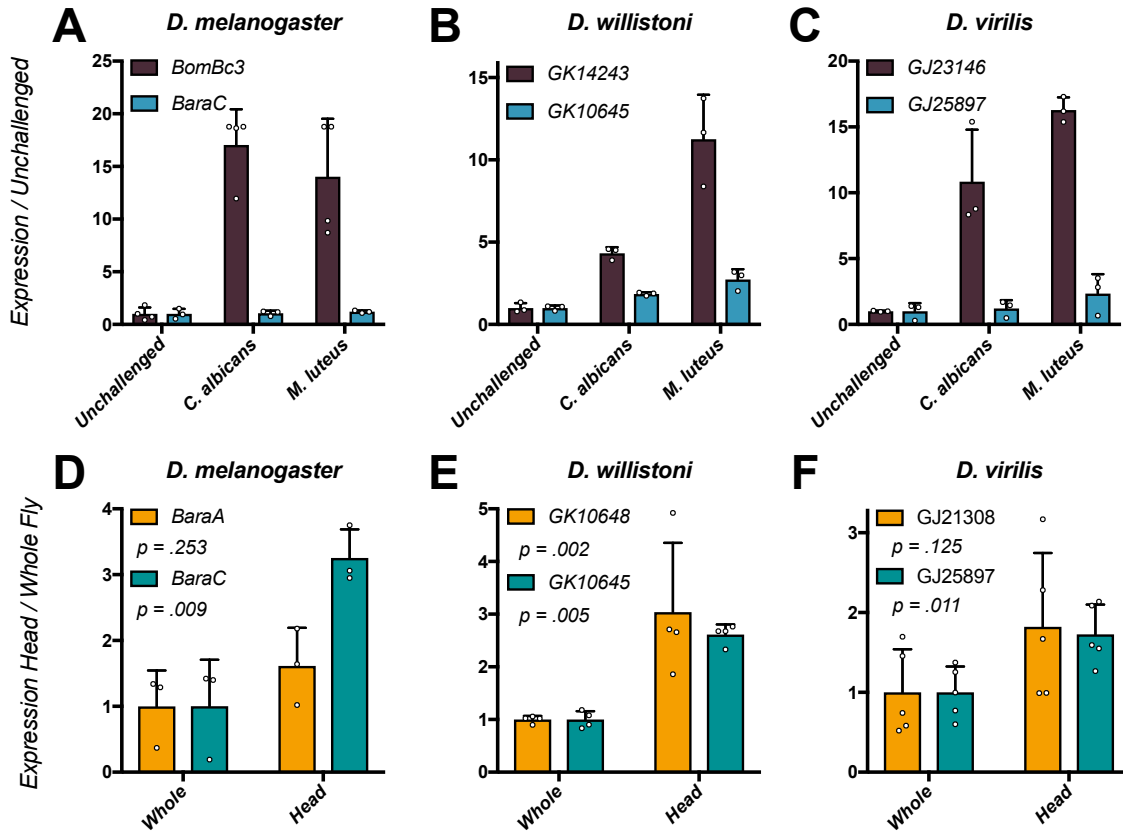 A
D. melanogaster
Expression / Unchallenged
25
20
15
10
5
0
BomBc3
BaraC
Unchallenged
C. albicans
M. luteus
B
D. willistoni
15
10
5
0
GK14243
GK10645
Unchallenged
C. albicans
M. luteus
C
D. virilis
20
15
10
5
0
GJ23146
GJ25897
Unchallenged
C. albicans
M. luteus
D
D. melanogaster
Expression Head / Whole Fly
4
3
2
1
0
BaraA
p = .253
BaraC
p = .009
Whole
Head
E
D. willistoni
5
4
3
2
1
0
GK10648
p = .002
GK10645
p = .005
Whole
Head
F
D. virilis
3
2
1
0
GJ21308
p = .125
GJ25897
p = .011
Whole
Head